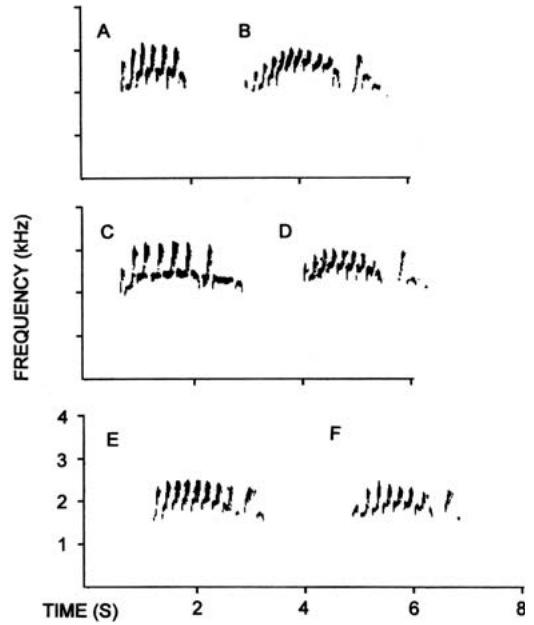 A B
C D
FREQUENCY (kHz)
4
3
2
1
E F
TIME (S) 2 4 6 8